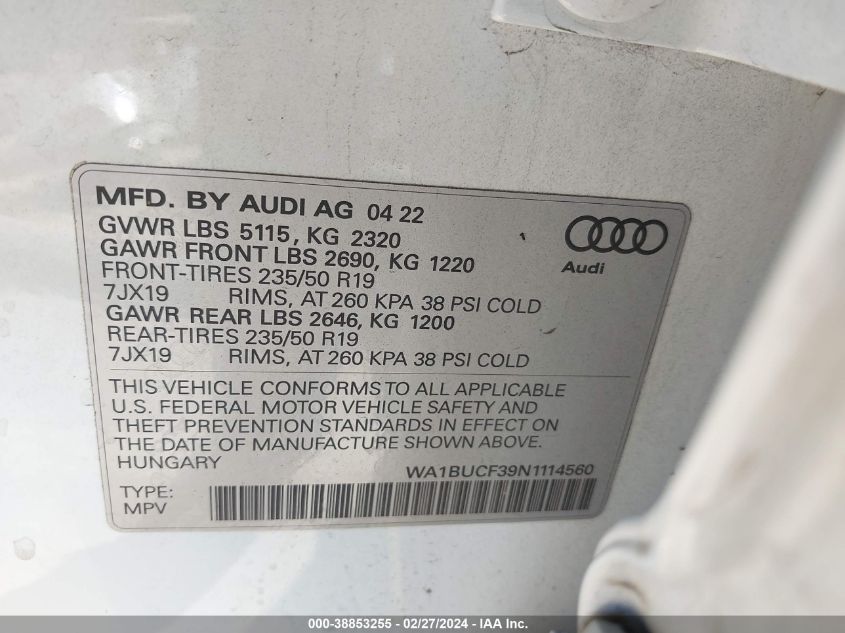 MFD. BY AUDI AG 04 22
GVWR LBS 5115, KG 2320
GAWR FRONT LBS 2690, KG 1220
FRONT-TIRES 235/50 R19
7JX19 RIMS, AT 260 KPA 38 PSI COLD
GAWR REAR LBS 2646, KG 1200
REAR-TIRES 235/50 R19
7JX19 RIMS, AT 260 KPA 38 PSI COLD
Audi
THIS VEHICLE CONFORMS TO ALL APPLICABLE
U.S. FEDERAL MOTOR VEHICLE SAFETY AND
THEFT PREVENTION STANDARDS IN EFFECT ON
THE DATE OF MANUFACTURE SHOWN ABOVE.
HUNGARY
WA1BUCF39N1114560
TYPE:
MPV
000-38853255 - 02/27/2024 - IAA Inc.